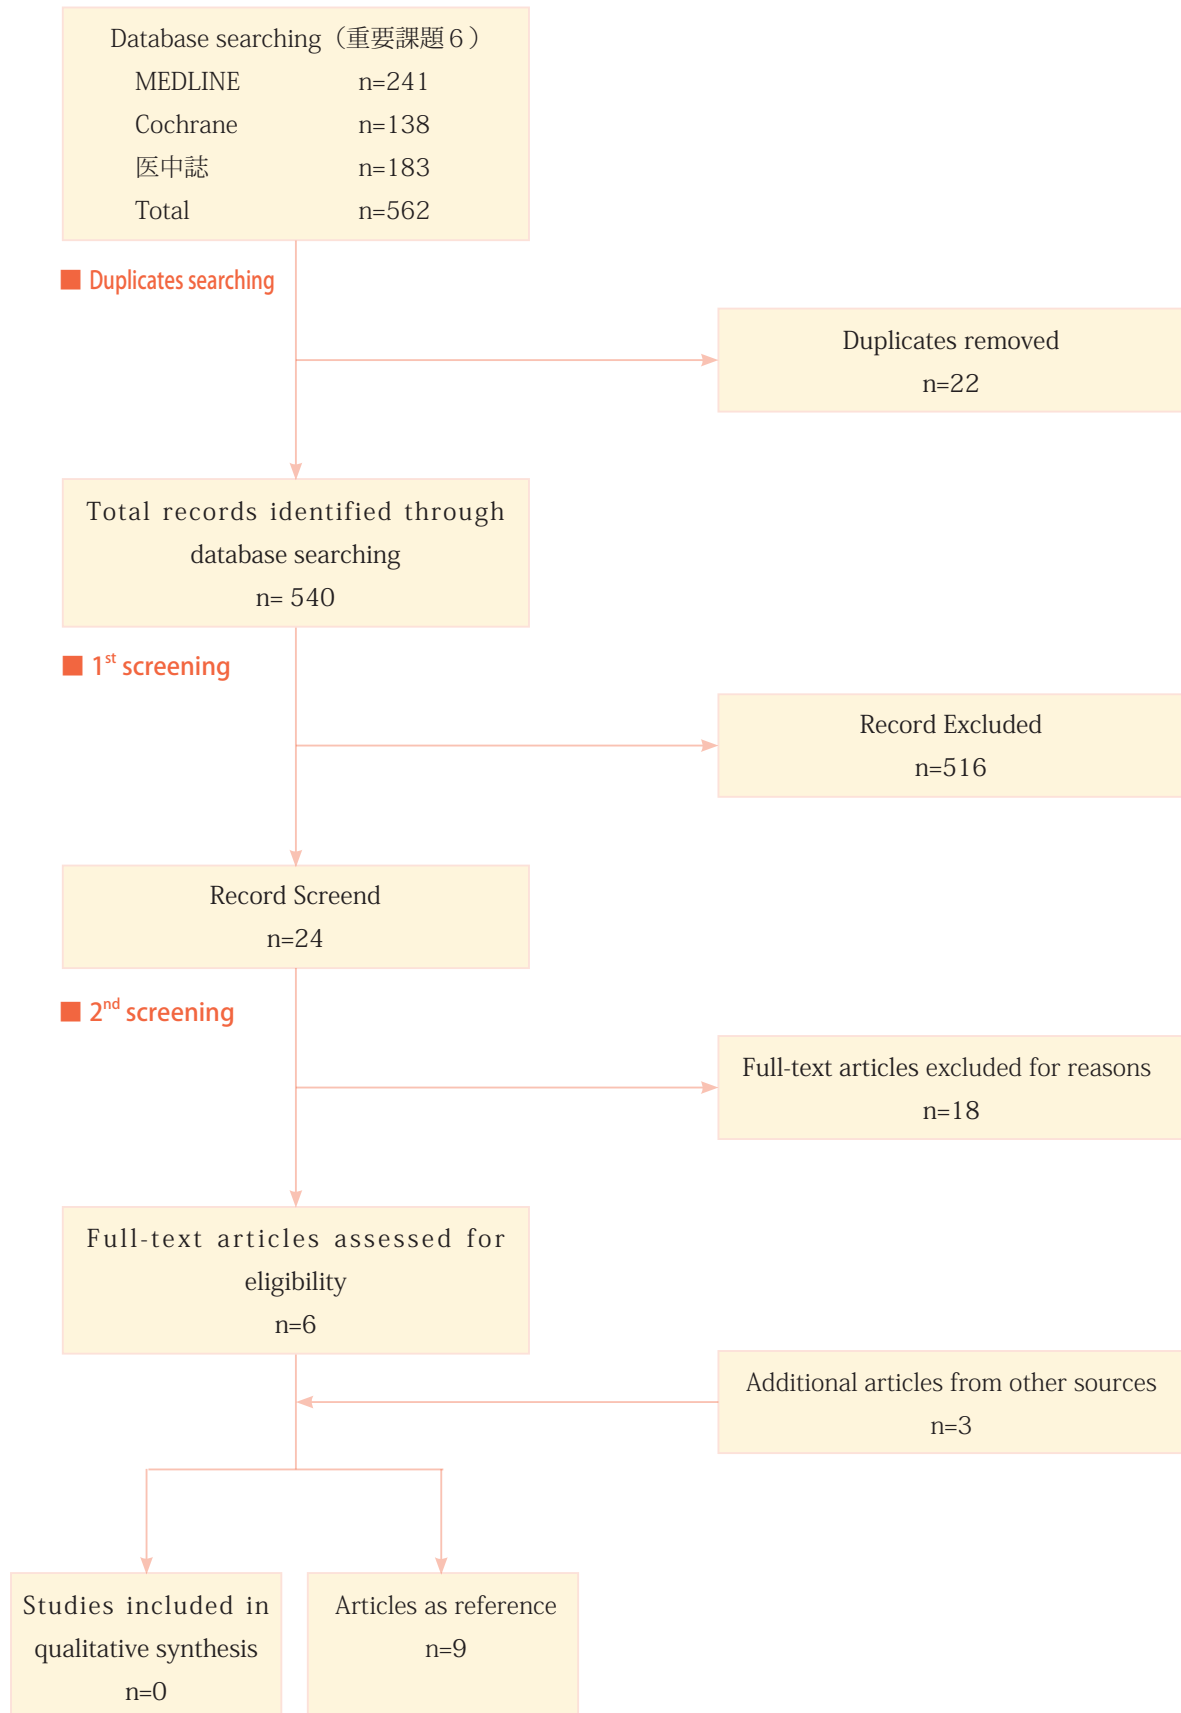 Database searching（重要課題６）
MEDLINE n=241
Cochrane n=138
医中誌 n=183
Total n=562
■ Duplicates searching
Duplicates removed
n=22
Total records identified through
database searching
n= 540
■ 1st screening
Record Excluded
n=516
Record Screend
n=24
■ 2nd screening
Full-text articles excluded for reasons
n=18
Full-text articles assessed for
eligibility
n=6
Additional articles from other sources
n=3
Studies included in
qualitative synthesis
n=0
Articles as reference
n=9